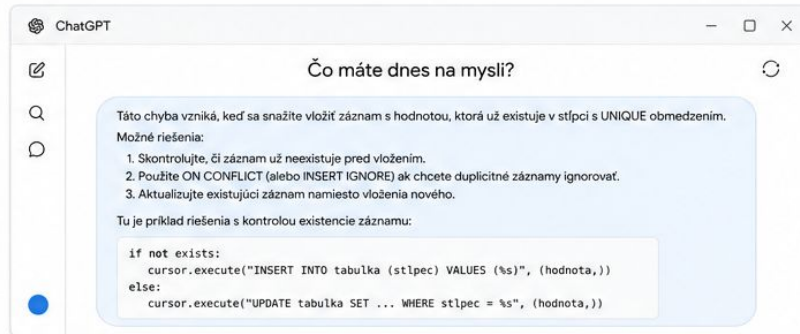 ChatGPT
Čo máte dnes na mysli?
Táto chyba vzniká, keď sa snažíte vložiť záznam s hodnotou, ktorá už existuje v stĺpci s UNIQUE obmedzením.
Možné riešenia:
1. Skontrolujte, či záznam už neexistuje pred vložením.
2. Použite ON CONFLICT (alebo INSERT IGNORE) ak chcete duplicitné záznamy ignorovať.
3. Aktualizujte existujúci záznam namiesto vloženia nového.
Tu je príklad riešenia s kontrolou existencie záznamu:
if not exists:
cursor.execute("INSERT INTO tabulka (stlpec) VALUES (%s)", (hodnota,))
else:
cursor.execute("UPDATE tabulka SET ... WHERE stlpec = %s", (hodnota,))